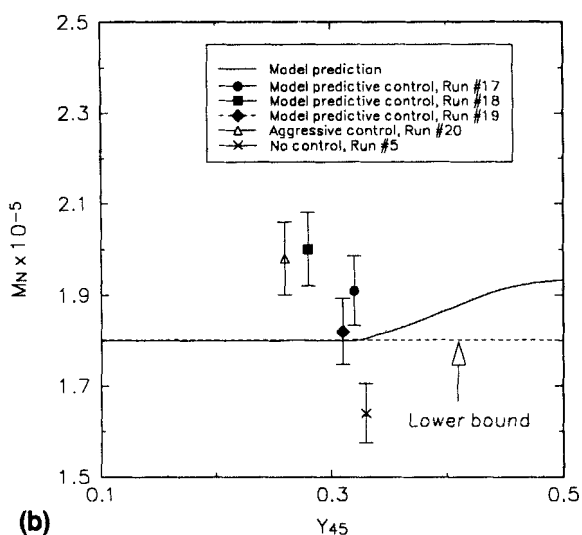 2.5
2.3
2.1
1.9
1.7
1.5
MN x 10-5
Model prediction
Model predictive control, Run #17
Model predictive control, Run #18
Model predictive control, Run #19
Aggressive control, Run #20
No control, Run #5
Lower bound
0.1
0.3
0.5
Y45
(b)